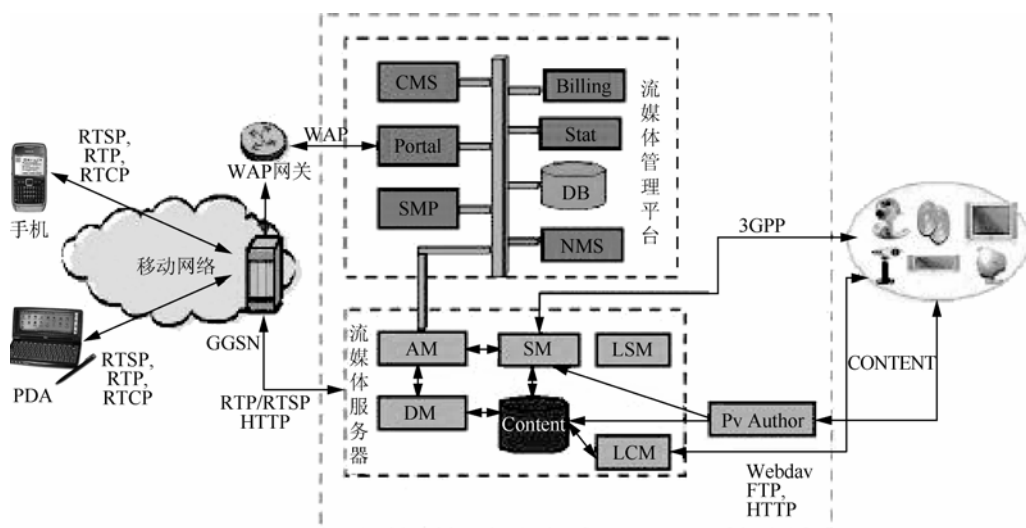 CMS
Billing
流媒体管理平台
Stat
Portal
DB
SMP
NMS
WAP
WAP网关
RTSP,
RTP,
RTCP
手机
移动网络
GGSN
PDA
RTSP,
RTP,
RTCP
RTP/RTSP
HTTP
流媒体服务器
AM
SM
LSM
DM
Content
LCM
Pv Author
3GPP
CONTENT
Webdav
FTP,
HTTP